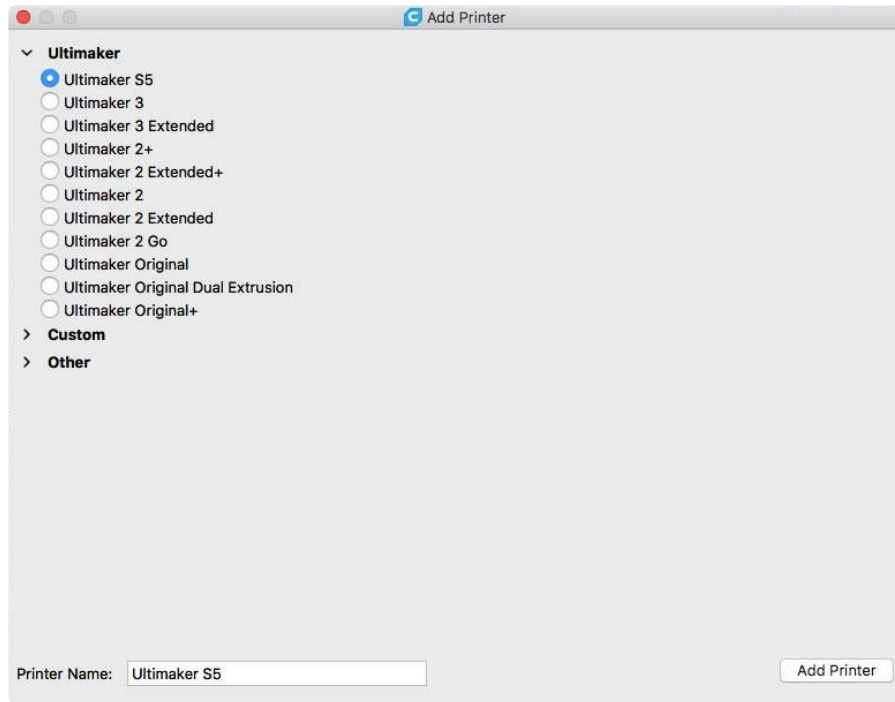 Add Printer
Ultimaker
Ultimaker S5
Ultimaker 3
Ultimaker 3 Extended
Ultimaker 2+
Ultimaker 2 Extended+
Ultimaker 2
Ultimaker 2 Extended
Ultimaker 2 Go
Ultimaker Original
Ultimaker Original Dual Extrusion
Ultimaker Original+
Custom
Other
Printer Name: Ultimaker S5 Add Printer